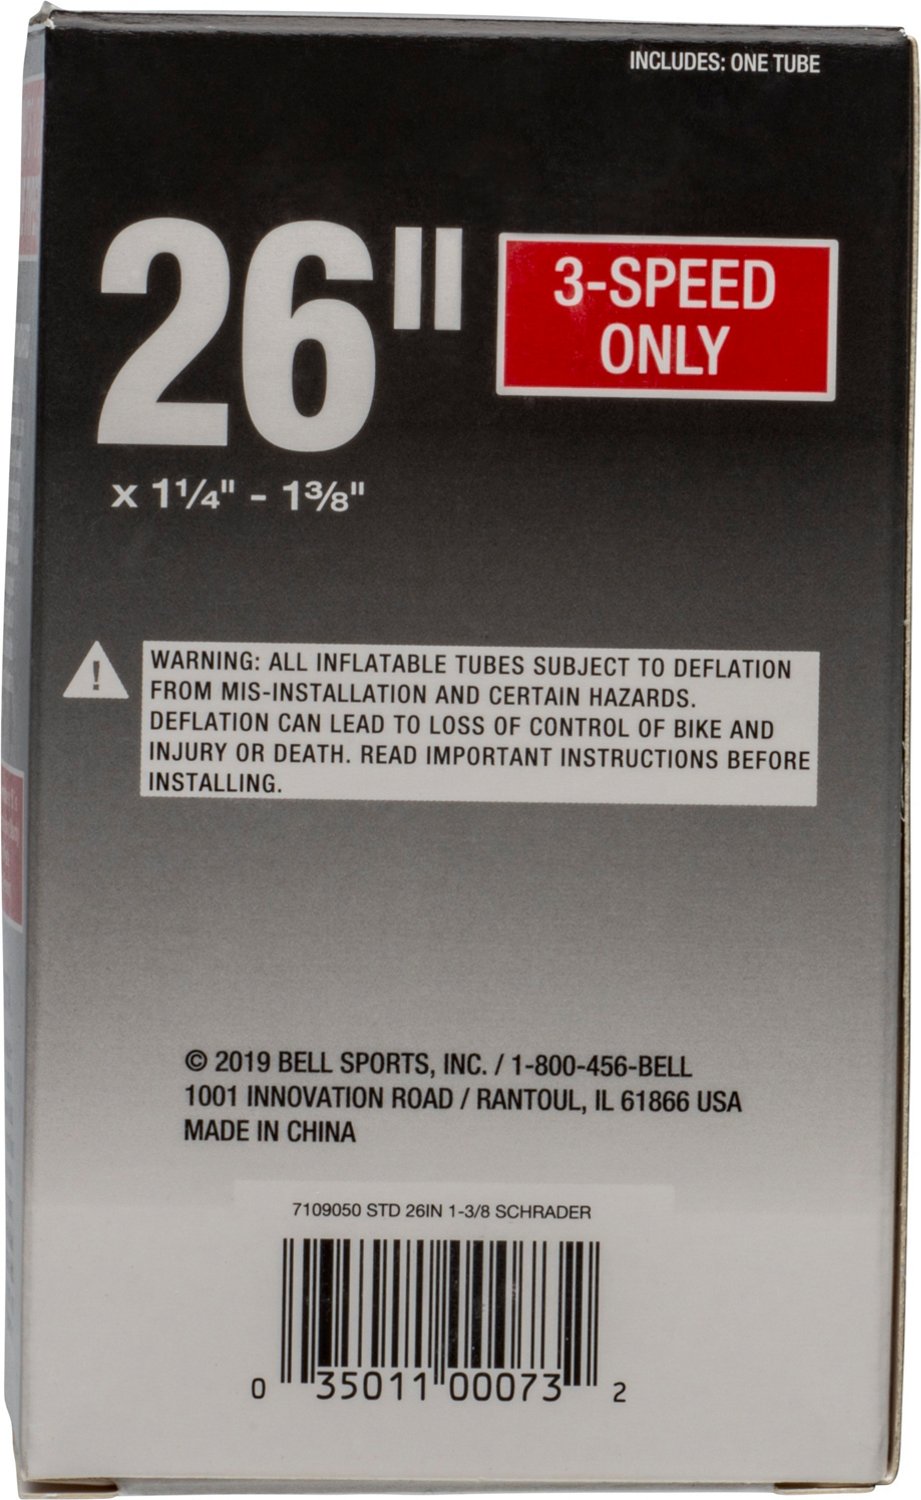 INCLUDES: ONE TUBE
26"
3-SPEED
ONLY
x 1¼" - 1⅜"
!
WARNING: ALL INFLATABLE TUBES SUBJECT TO DEFLATION
FROM MIS-INSTALLATION AND CERTAIN HAZARDS.
DEFLATION CAN LEAD TO LOSS OF CONTROL OF BIKE AND
INJURY OR DEATH. READ IMPORTANT INSTRUCTIONS BEFORE
INSTALLING.
© 2019 BELL SPORTS, INC. / 1-800-456-BELL
1001 INNOVATION ROAD / RANTOUL, IL 61866 USA
MADE IN CHINA
7109050 STD 26IN 1-3/8 SCHRADER
0 35011 00073 2